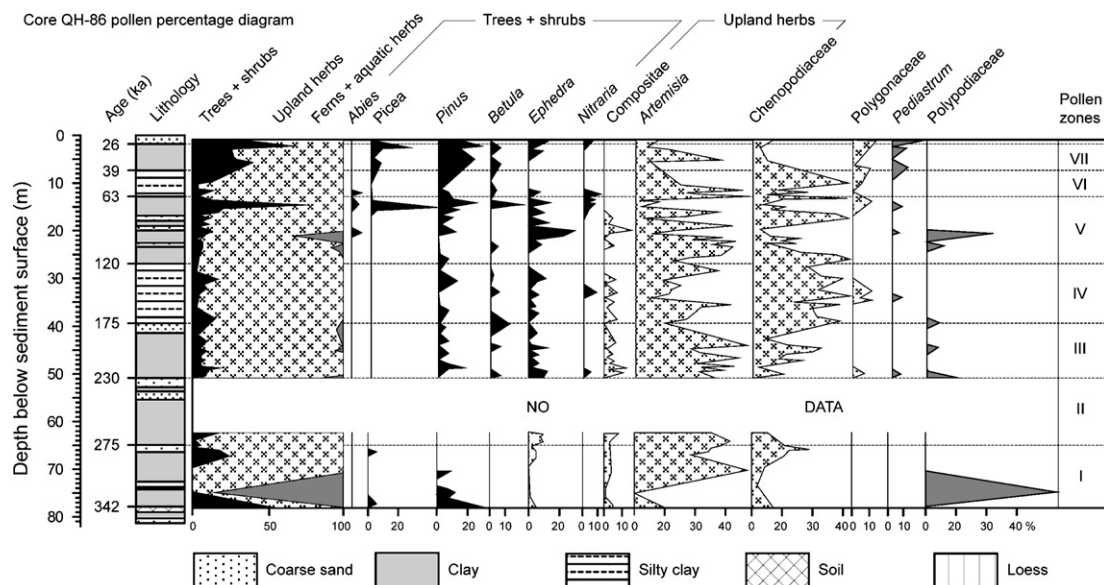 Core QH-86 pollen percentage diagram
Trees + shrubs
Upland herbs
Age (ka)
Lithology
Trees + shrubs
Upland herbs
Ferns + aquatic herbs
Abies
Picea
Pinus
Betula
Ephedra
Nitraria
Compositae
Artemisia
Chenopodiaceae
Polygonaceae
Pediastrum
Polypodiaceae
Pollen zones
Depth below sediment surface (m)
0
10
20
30
40
50
60
70
80
26
39
63
120
175
230
275
342
VII
VI
V
IV
III
II
I
NO DATA
0 50 100 0 20 0 20 0 10 0 20 0 10 0 10 0 10 20 30 40 0 10 20 30 40 0 10 0 10 0 10 20 30 40 %
Coarse sand
Clay
Silty clay
Soil
Loess